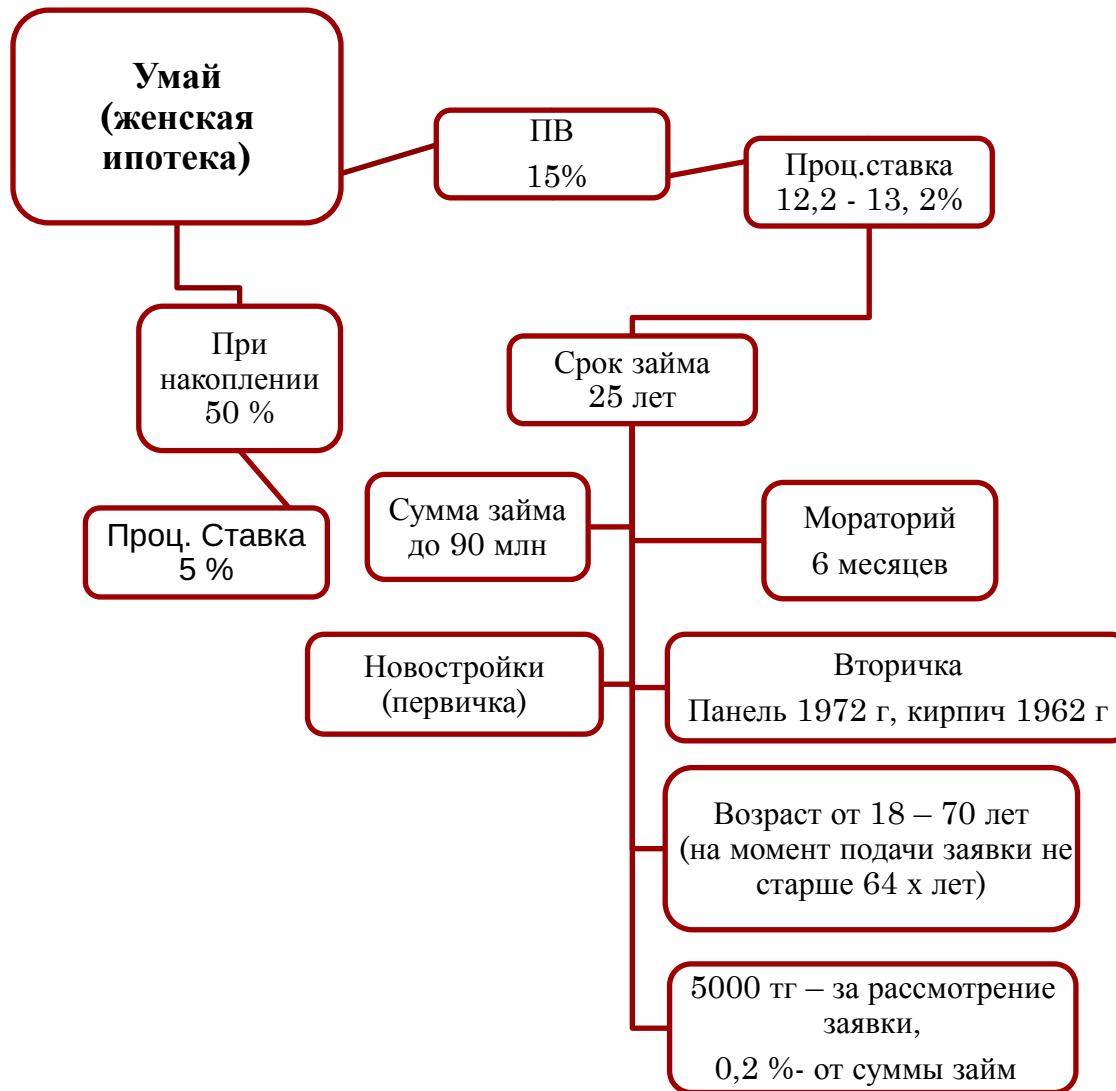 Умай
(женская
ипотека)
ПВ
15%
Проц.ставка
12,2 - 13, 2%
При
накоплении
50 %
Проц. Ставка
5 %
Срок займа
25 лет
Сумма займа
до 90 млн
Мораторий
6 месяцев
Новостройки
(первичка)
Вторичка
Панель 1972 г, кирпич 1962 г
Возраст от 18 – 70 лет
(на момент подачи заявки не
старше 64 х лет)
5000 тг – за рассмотрение
заявки,
0,2 %- от суммы займ